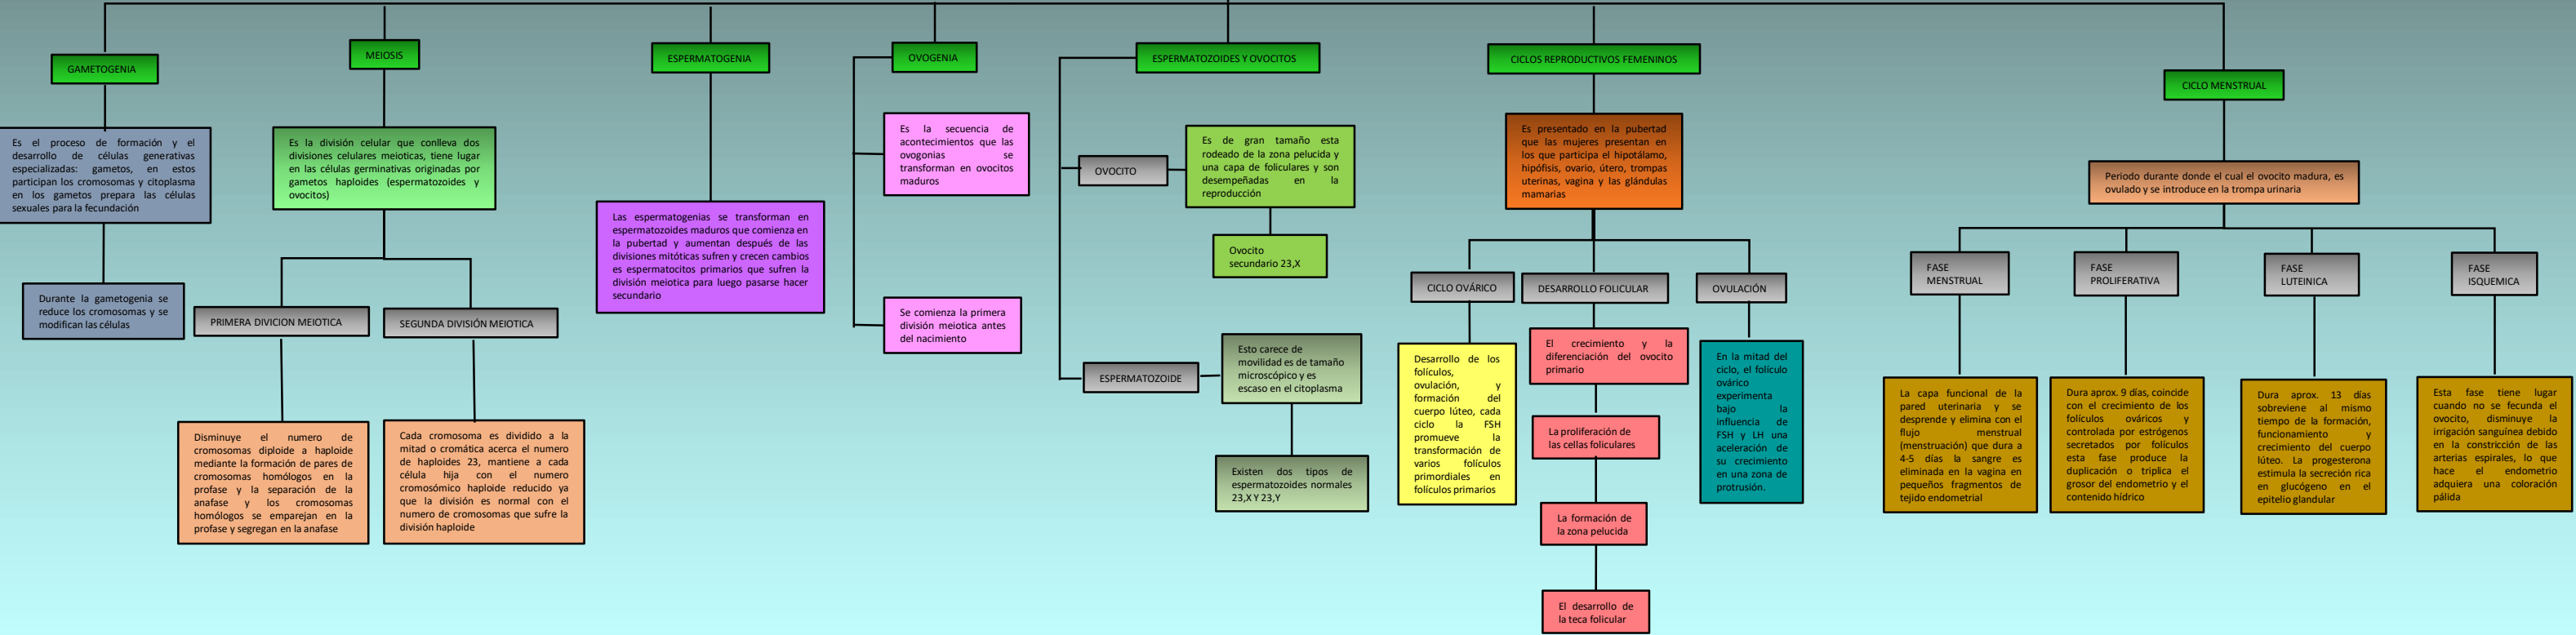 GAMETOGENIA
Es el proceso de formación y el
desarrollo de células generativas
especializadas: gametos, en estos
participan los cromosomas y citoplasma
en los gametos prepara las células
sexuales para la fecundación
Durante la gametogenia se
reduce los cromosomas y se
modifican las células
MEIOSIS
Es la división celular que conlleva dos
divisiones celulares meioticas, tiene lugar
en las células germinativas originadas por
gametos haploides (espermatozoides y
ovocitos)
PRIMERA DIVICION MEIOTICA
Disminuye el numero de
cromosomas diploide a haploide
mediante la formación de pares de
cromosomas homólogos en la
profase y la separación de la
anafase y los cromosomas
homólogos se emparejan en la
profase y segregan en la anafase
SEGUNDA DIVISIÓN MEIOTICA
Cada cromosoma es dividido a la
mitad o cromática acerca el numero
de haploides 23, mantiene a cada
célula hija con el numero
cromosómico haploide reducido ya
que la división es normal con el
numero de cromosomas que sufre la
división haploide
ESPERMATOGENIA
Las espermatogenias se transforman en
espermatozoides maduros que comienza en
la pubertad y aumentan después de las
divisiones mitóticas sufren y crecen cambios
es espermatocitos primarios que sufren la
división meiotica para luego pasarse hacer
secundario
OVOGENIA
Es la secuencia de
acontecimientos que las
ovogonias se
transforman en ovocitos
maduros
Se comienza la primera
división meiotica antes
del nacimiento
ESPERMATOZOIDES Y OVOCITOS
OVOCITO
Es de gran tamaño esta
rodeado de la zona pelucida y
una capa de foliculares y son
desempeñadas en la
reproducción
Ovocito
secundario 23,X
ESPERMATOZOIDE
Esto carece de
movilidad es de tamaño
microscópico y es
escaso en el citoplasma
Existen dos tipos de
espermatozoides normales
23,X Y 23,Y
CICLOS REPRODUCTIVOS FEMENINOS
Es presentado en la pubertad
que las mujeres presentan en
los que participa el hipotálamo,
hipófisis, ovario, útero, trompas
uterinas, vagina y las glándulas
mamarias
CICLO OVÁRICO
Desarrollo de los
folículos,
ovulación, y
formación del
cuerpo lúteo, cada
ciclo la FSH
promueve la
transformación de
varios folículos
primordiales en
folículos primarios
DESARROLLO FOLICULAR
El crecimiento y la
diferenciación del ovocito
primario
La proliferación de
las cellas foliculares
La formación de
la zona pelucida
El desarrollo de
la teca folicular
OVULACIÓN
En la mitad del
ciclo, el folículo
ovárico
experimenta
bajo la
influencia de
FSH y LH una
aceleración de
su crecimiento
en una zona de
protrusión.
CICLO MENSTRUAL
Periodo durante donde el cual el ovocito madura, es
ovulado y se introduce en la trompa urinaria
FASE
MENSTRUAL
La capa funcional de la
pared uterinaria y se
desprende y elimina con el
flujo menstrual
(menstruación) que dura a
4-5 días la sangre es
eliminada en la vagina en
pequeños fragmentos de
tejido endometrial
FASE
PROLIFERATIVA
Dura aprox. 9 días, coincide
con el crecimiento de los
folículos ováricos y
controlada por estrógenos
secretados por folículos
esta fase produce la
duplicación o triplica el
grosor del endometrio y el
contenido hídrico
FASE
LUTEINICA
Dura aprox. 13 días
sobreviene al mismo
tiempo de la formación,
funcionamiento y
crecimiento del cuerpo
lúteo. La progesterona
estimula la secreción rica
en glucógeno en el
epitelio glandular
FASE
ISQUEMICA
Esta fase tiene lugar
cuando no se fecunda el
ovocito, disminuye la
irrigación sanguínea debido
en la constricción de las
arterias espirales, lo que
hace el endometrio
adquiera una coloración
pálida